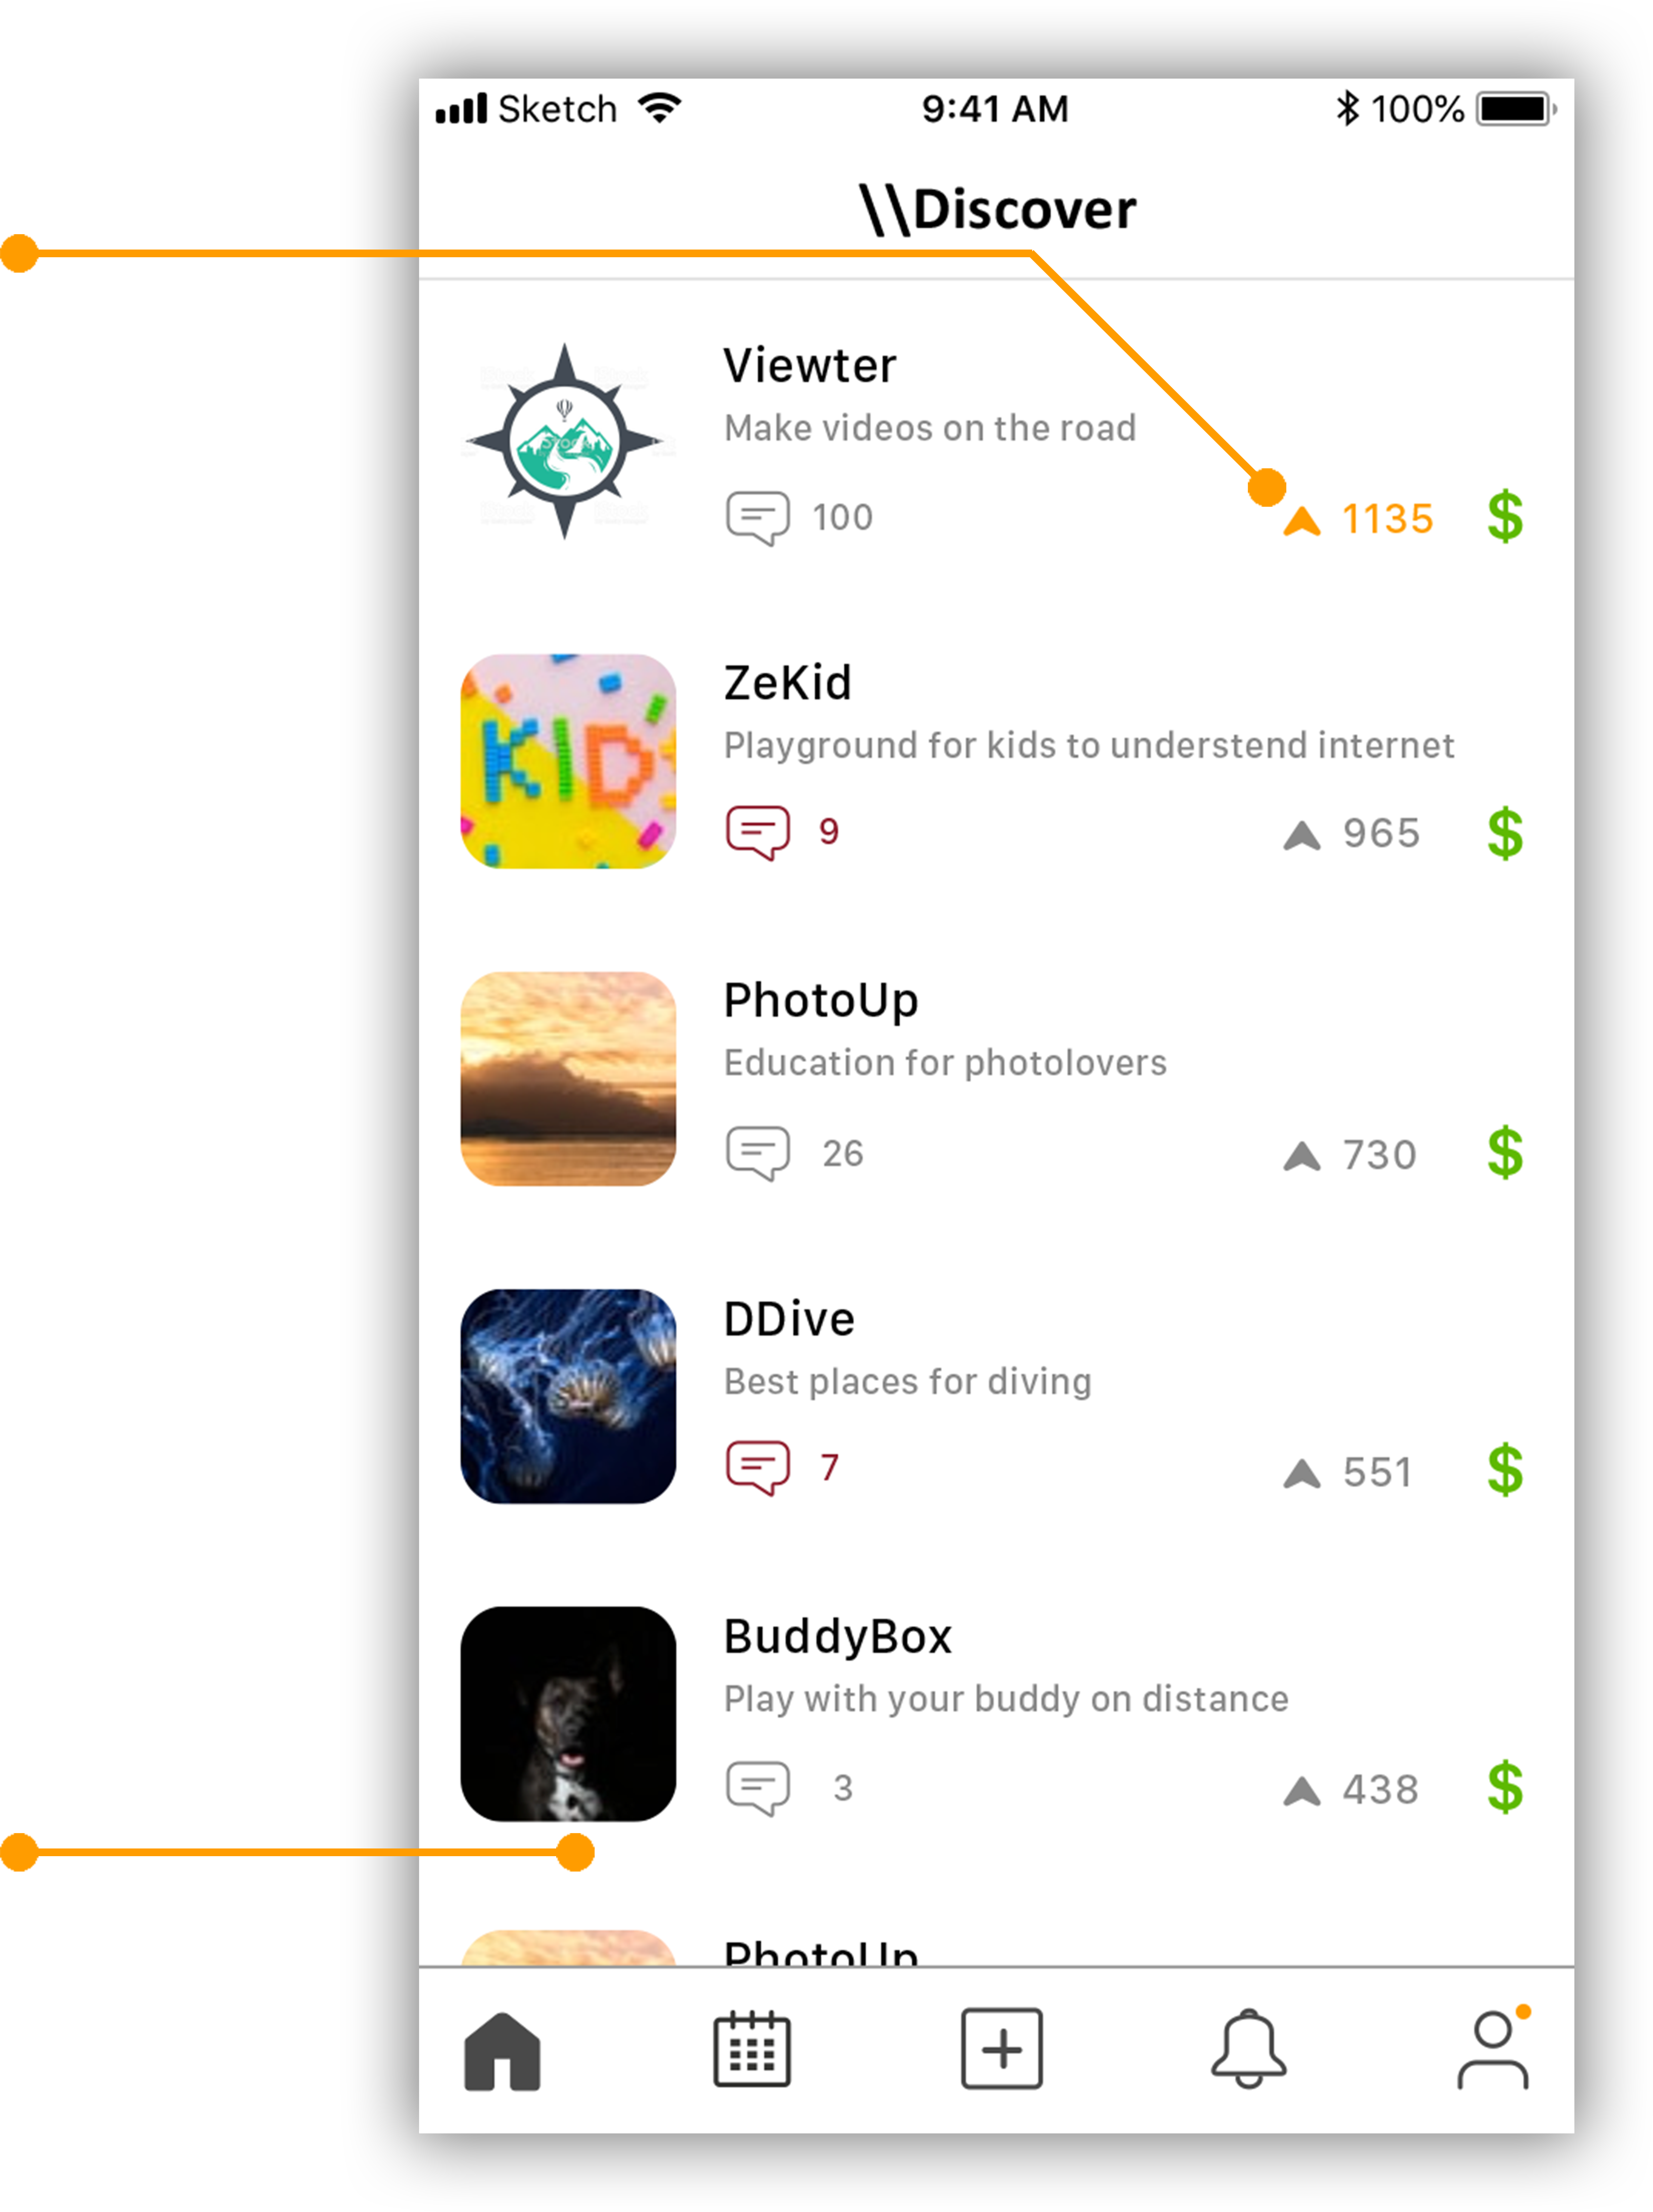 Sketch 9:41 AM 100%
\\Discover
Viewter
Make videos on the road
100 1135 $
ZeKid
Playground for kids to understend internet
9 965 $
PhotoUp
Education for photolovers
26 730 $
DDive
Best places for diving
7 551 $
BuddyBox
Play with your buddy on distance
3 438 $
PhotoUp
KID